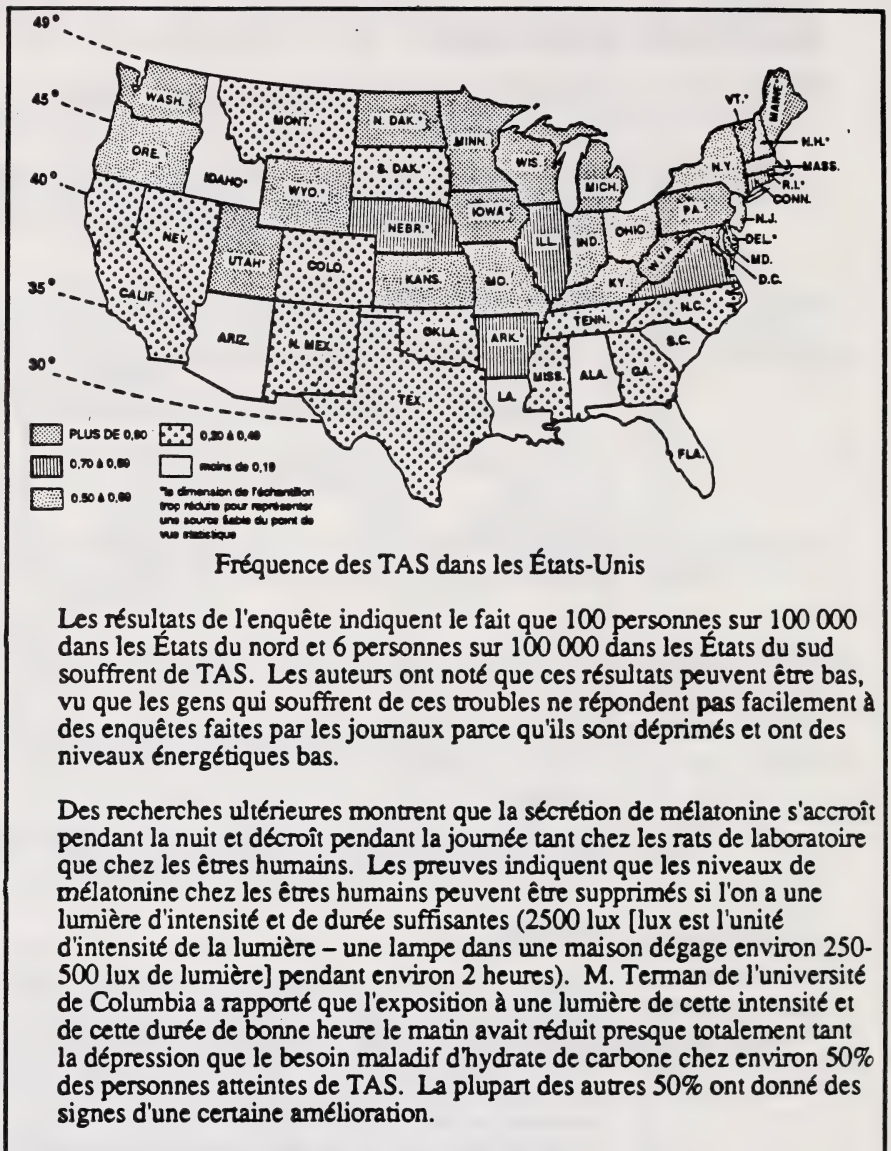 49°
45°
40°
35°
30°
WASH.
ORE.
CALIF.
NEV.
IDAHO*
MONT.*
WYO.*
UTAH*
COLO.
ARIZ.
N. MEX.
N. DAK.*
S. DAK.*
NEBR.*
KANS.
OKLA.
TEX.
MINN.
IOWA*
MO.
ARK.*
LA.
WIS.
ILL.
MICH.
IND.
OHIO.
KY.
TENN.
MISS.
ALA.
GA.
FLA.
S.C.
N.C.
W.VA.
PA.
N.Y.
VT.*
MAINE*
N.H.*
MASS.
R.I.*
CONN.
N.J.
DEL.*
MD.
D.C.
PLUS DE 0,90
0,70 à 0,89
0.50 à 0,69
0,20 à 0,49
moins de 0,19
*la dimension de l'échantillon
trop réduite pour représenter
une source fiable du point de
vue statistique
Fréquence des TAS dans les États-Unis
Les résultats de l'enquête indiquent le fait que 100 personnes sur 100 000
dans les États du nord et 6 personnes sur 100 000 dans les États du sud
souffrent de TAS. Les auteurs ont noté que ces résultats peuvent être bas,
vu que les gens qui souffrent de ces troubles ne répondent pas facilement à
des enquêtes faites par les journaux parce qu'ils sont déprimés et ont des
niveaux énergétiques bas.
Des recherches ultérieures montrent que la sécrétion de mélatonine s'accroît
pendant la nuit et décroît pendant la journée tant chez les rats de laboratoire
que chez les êtres humains. Les preuves indiquent que les niveaux de
mélatonine chez les êtres humains peuvent être supprimés si l'on a une
lumière d'intensité et de durée suffisantes (2500 lux [lux est l'unité
d'intensité de la lumière – une lampe dans une maison dégage environ 250-
500 lux de lumière] pendant environ 2 heures). M. Terman de l'université
de Columbia a rapporté que l'exposition à une lumière de cette intensité et
de cette durée de bonne heure le matin avait réduit presque totalement tant
la dépression que le besoin maladif d'hydrate de carbone chez environ 50%
des personnes atteintes de TAS. La plupart des autres 50% ont donné des
signes d'une certaine amélioration.